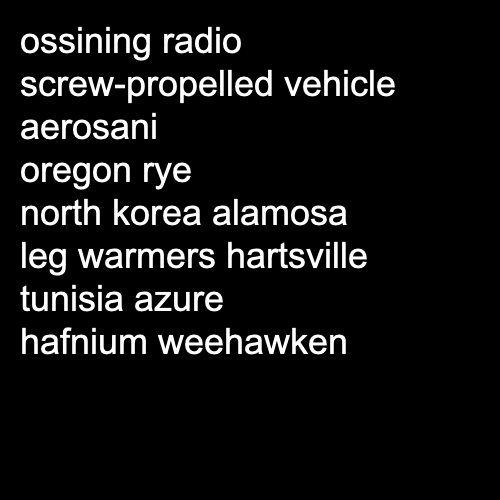 ossining radio
screw-propelled vehicle
aerosani
oregon rye
north korea alamosa
leg warmers hartsville
tunisia azure
hafnium weehawken